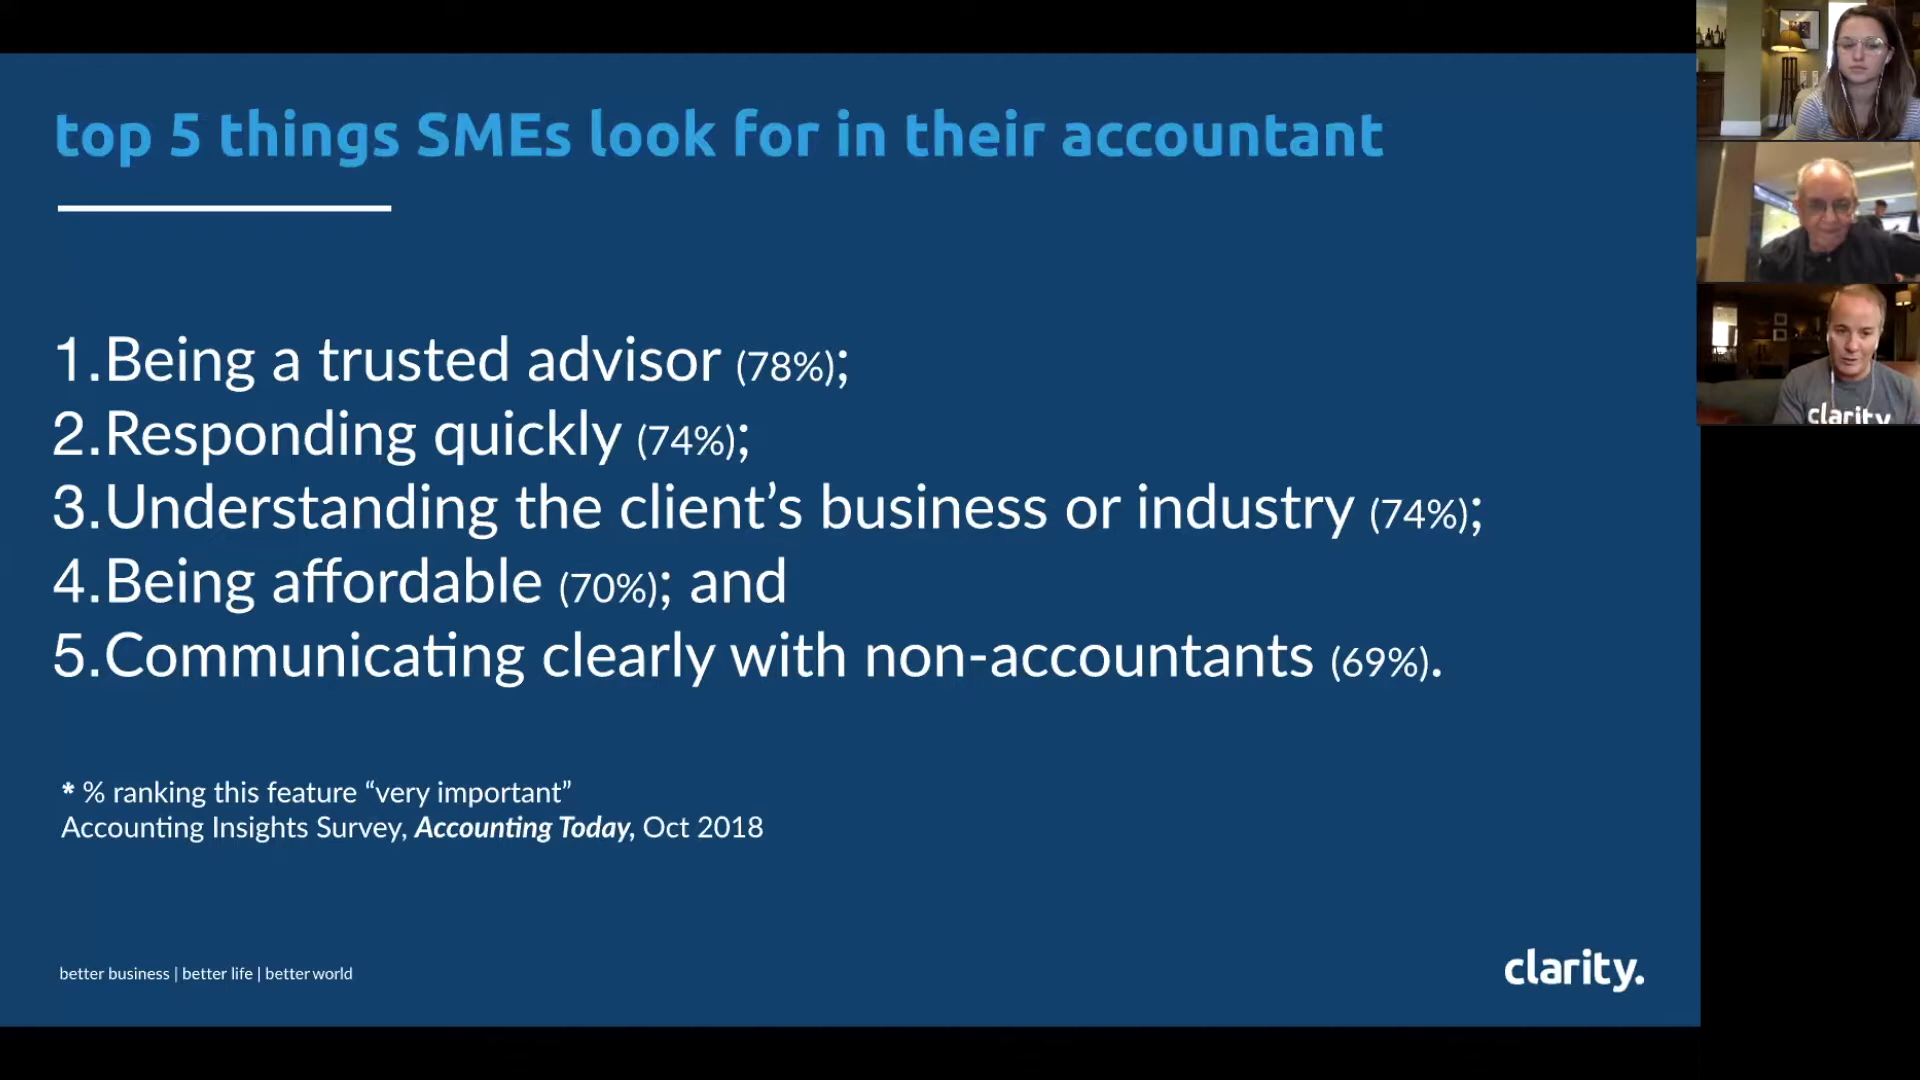 top 5 things SMEs look for in their accountant
1.Being a trusted advisor (78%);
2.Responding quickly (74%);
3.Understanding the client’s business or industry (74%);
4.Being affordable (70%); and
5.Communicating clearly with non-accountants (69%).
* % ranking this feature “very important”
Accounting Insights Survey, Accounting Today, Oct 2018
better business | better life | better world
clarity.
clarity